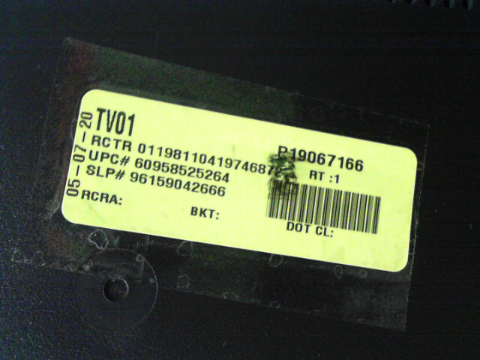 05-07-20
TV01
P19067166
RCTR 0119811041974687
RT :1
UPC# 60958525264
SLP# 96159042666
RCRA:
BKT:
DOT CL: